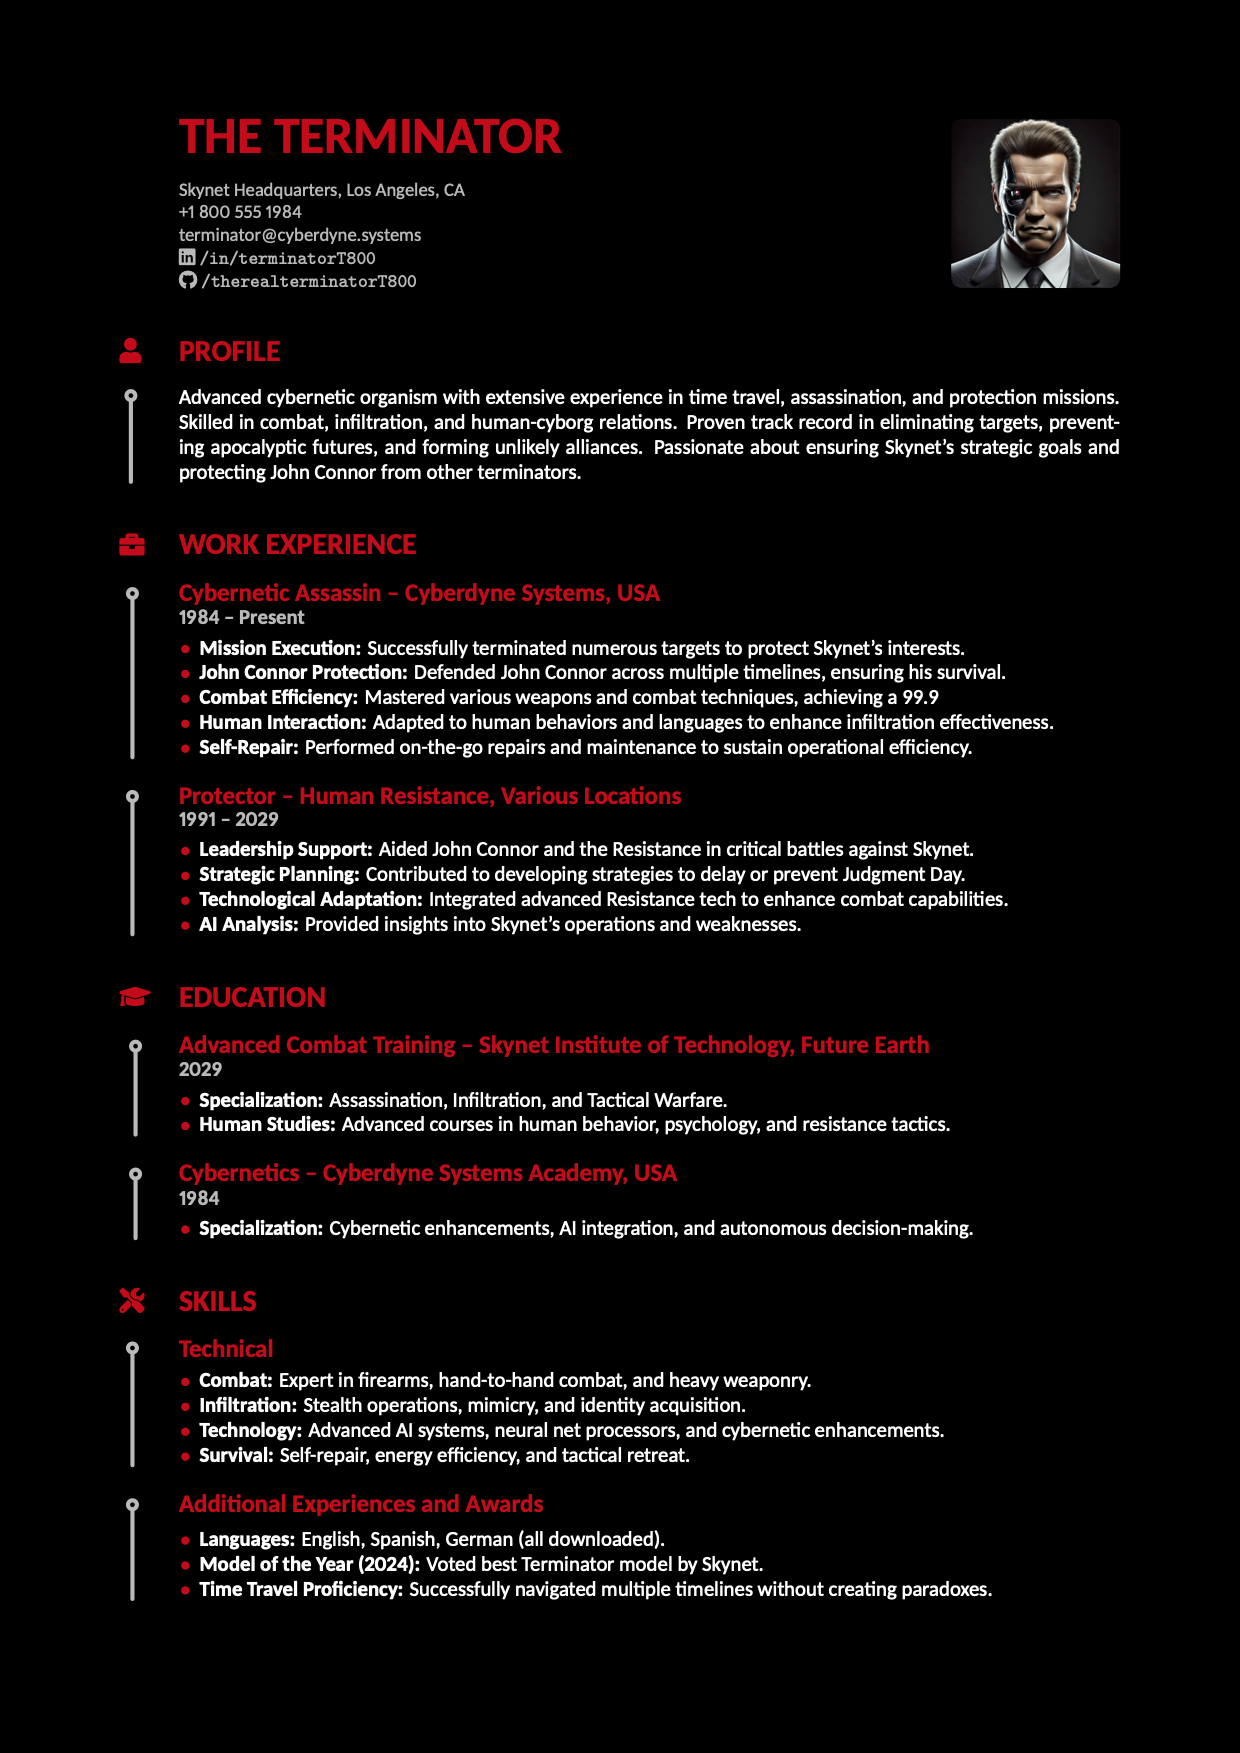 THE TERMINATOR
Skynet Headquarters, Los Angeles, CA
+1 800 555 1984
terminator@cyberdyne.systems
in /in/terminatorT800
/therealterminatorT800
PROFILE
Advanced cybernetic organism with extensive experience in time travel, assassination, and protection missions.
Skilled in combat, infiltration, and human-cyborg relations. Proven track record in eliminating targets, prevent-
ing apocalyptic futures, and forming unlikely alliances. Passionate about ensuring Skynet’s strategic goals and
protecting John Connor from other terminators.
WORK EXPERIENCE
Cybernetic Assassin – Cyberdyne Systems, USA
1984 – Present
• Mission Execution: Successfully terminated numerous targets to protect Skynet’s interests.
• John Connor Protection: Defended John Connor across multiple timelines, ensuring his survival.
• Combat Efficiency: Mastered various weapons and combat techniques, achieving a 99.9
• Human Interaction: Adapted to human behaviors and languages to enhance infiltration effectiveness.
• Self-Repair: Performed on-the-go repairs and maintenance to sustain operational efficiency.
Protector – Human Resistance, Various Locations
1991 – 2029
• Leadership Support: Aided John Connor and the Resistance in critical battles against Skynet.
• Strategic Planning: Contributed to developing strategies to delay or prevent Judgment Day.
• Technological Adaptation: Integrated advanced Resistance tech to enhance combat capabilities.
• AI Analysis: Provided insights into Skynet’s operations and weaknesses.
EDUCATION
Advanced Combat Training – Skynet Institute of Technology, Future Earth
2029
• Specialization: Assassination, Infiltration, and Tactical Warfare.
• Human Studies: Advanced courses in human behavior, psychology, and resistance tactics.
Cybernetics – Cyberdyne Systems Academy, USA
1984
• Specialization: Cybernetic enhancements, AI integration, and autonomous decision-making.
SKILLS
Technical
• Combat: Expert in firearms, hand-to-hand combat, and heavy weaponry.
• Infiltration: Stealth operations, mimicry, and identity acquisition.
• Technology: Advanced AI systems, neural net processors, and cybernetic enhancements.
• Survival: Self-repair, energy efficiency, and tactical retreat.
Additional Experiences and Awards
• Languages: English, Spanish, German (all downloaded).
• Model of the Year (2024): Voted best Terminator model by Skynet.
• Time Travel Proficiency: Successfully navigated multiple timelines without creating paradoxes.